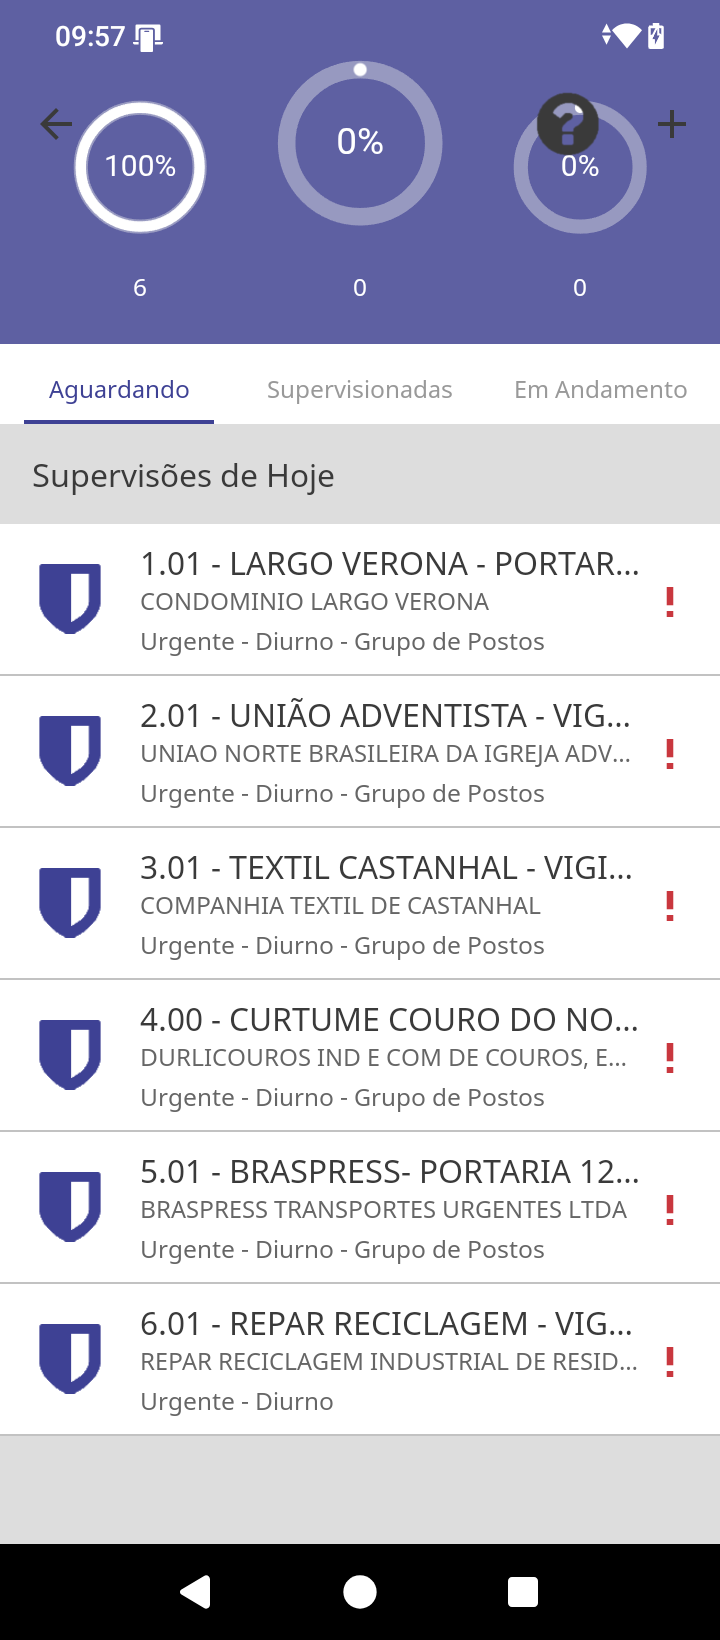 09:57
100%
0%
0%
6
0
0
Aguardando
Supervisionadas
Em Andamento
Supervisões de Hoje
1.01 - LARGO VERONA - PORTAR...
CONDOMINIO LARGO VERONA
Urgente - Diurno - Grupo de Postos
2.01 - UNIÃO ADVENTISTA - VIG...
UNIAO NORTE BRASILEIRA DA IGREJA ADV...
Urgente - Diurno - Grupo de Postos
3.01 - TEXTIL CASTANHAL - VIGI...
COMPANHIA TEXTIL DE CASTANHAL
Urgente - Diurno - Grupo de Postos
4.00 - CURTUME COURO DO NO...
DURLICOUROS IND E COM DE COUROS, E...
Urgente - Diurno - Grupo de Postos
5.01 - BRASPRESS- PORTARIA 12...
BRASPRESS TRANSPORTES URGENTES LTDA
Urgente - Diurno - Grupo de Postos
6.01 - REPAR RECICLAGEM - VIG...
REPAR RECICLAGEM INDUSTRIAL DE RESID...
Urgente - Diurno